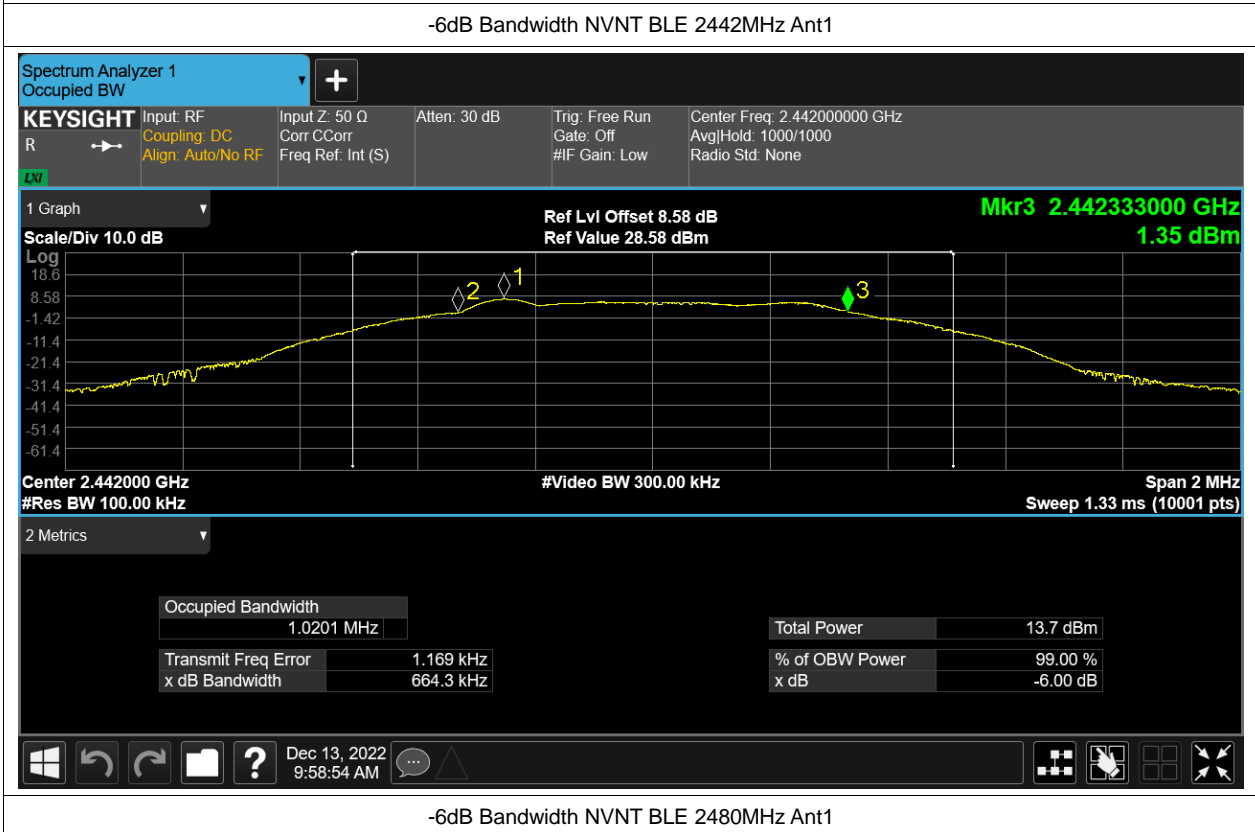 -6dB Bandwidth NVNT BLE 2442MHz Ant1
Spectrum Analyzer 1
Occupied BW
KEYSIGHT
R
LXI
Input: RF
Coupling: DC
Align: Auto/No RF
Input Z: 50 Ω
Corr CCorr
Freq Ref: Int (S)
Atten: 30 dB
Trig: Free Run
Gate: Off
#IF Gain: Low
Center Freq: 2.442000000 GHz
Avg|Hold: 1000/1000
Radio Std: None
1 Graph
Scale/Div 10.0 dB
Ref Lvl Offset 8.58 dB
Ref Value 28.58 dBm
Mkr3 2.442333000 GHz
1.35 dBm
Log
18.6
8.58
-1.42
-11.4
-21.4
-31.4
-41.4
-51.4
-61.4
2
1
3
Center 2.442000 GHz
#Res BW 100.00 kHz
#Video BW 300.00 kHz
Span 2 MHz
Sweep 1.33 ms (10001 pts)
2 Metrics
Occupied Bandwidth
1.0201 MHz
Transmit Freq Error 1.169 kHz
x dB Bandwidth 664.3 kHz
Total Power 13.7 dBm
% of OBW Power 99.00 %
x dB -6.00 dB
?
Dec 13, 2022
9:58:54 AM
-6dB Bandwidth NVNT BLE 2480MHz Ant1